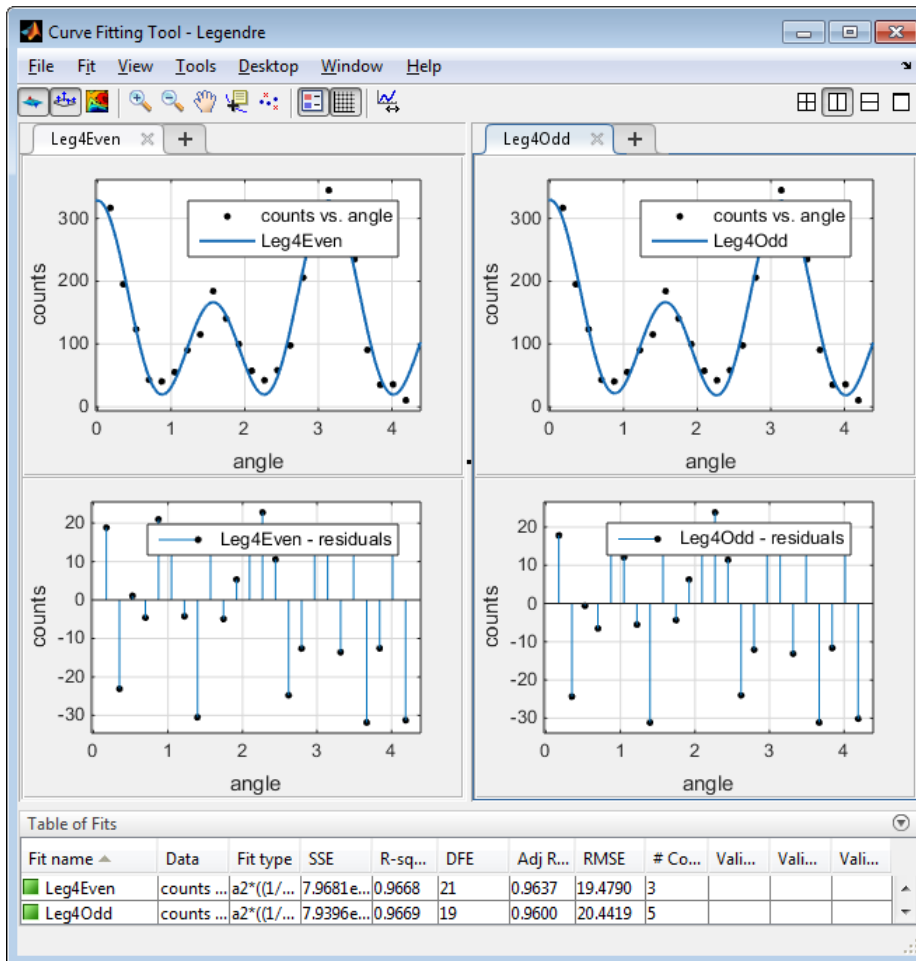 Curve Fitting Tool - Legendre
File Fit View Tools Desktop Window Help
Leg4Even
Leg4Odd
counts vs. angle
Leg4Even
300
200
100
0
counts
0 1 2 3 4
angle
counts vs. angle
Leg4Odd
300
200
100
0
counts
0 1 2 3 4
angle
Leg4Even - residuals
20
10
0
-10
-20
-30
counts
0 1 2 3 4
angle
Leg4Odd - residuals
20
10
0
-10
-20
-30
counts
0 1 2 3 4
angle
Table of Fits
Fit name Data Fit type SSE R-sq... DFE Adj R... RMSE # Co... Vali... Vali... Vali...
Leg4Even counts ... a2*((1/... 7.9681e... 0.9668 21 0.9637 19.4790 3
Leg4Odd counts ... a2*((1/... 7.9396e... 0.9669 19 0.9600 20.4419 5